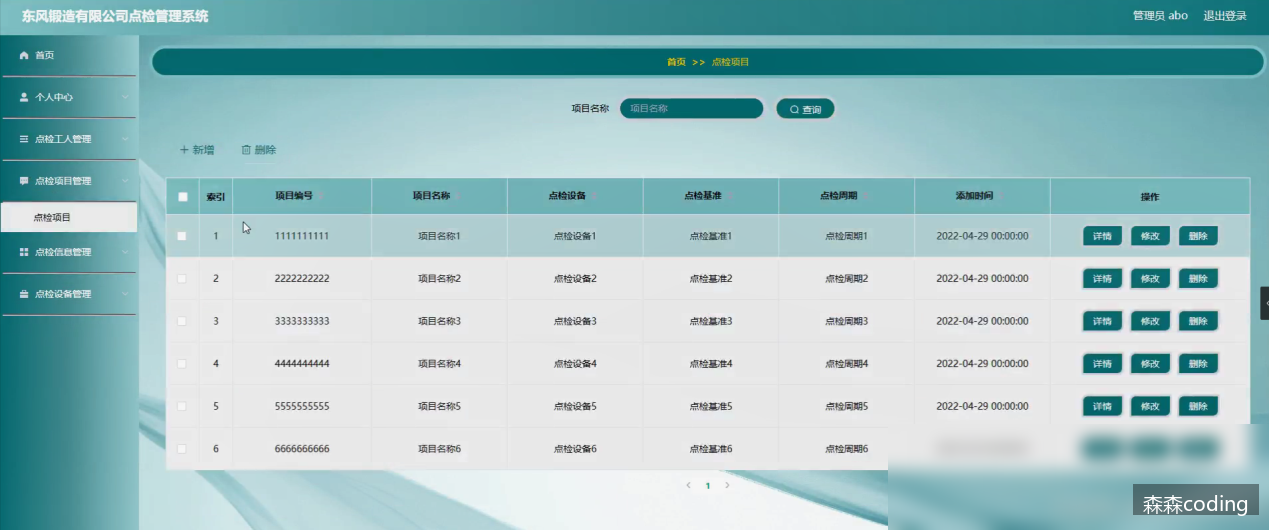 东风锻造有限公司点检管理系统
管理员 abo 退出登录
首页
个人中心
点检工人管理
点检项目管理
点检项目
点检信息管理
点检设备管理
首页 >> 点检项目
项目名称 项目名称 查询
新增 删除
索引 项目编号 项目名称 点检设备 点检基准 点检周期 添加时间 操作
1 1111111111 项目名称1 点检设备1 点检基准1 点检周期1 2022-04-29 00:00:00 详情 修改 删除
2 2222222222 项目名称2 点检设备2 点检基准2 点检周期2 2022-04-29 00:00:00 详情 修改 删除
3 3333333333 项目名称3 点检设备3 点检基准3 点检周期3 2022-04-29 00:00:00 详情 修改 删除
4 4444444444 项目名称4 点检设备4 点检基准4 点检周期4 2022-04-29 00:00:00 详情 修改 删除
5 5555555555 项目名称5 点检设备5 点检基准5 点检周期5 2022-04-29 00:00:00 详情 修改 删除
6 6666666666 项目名称6 点检设备6 点检基准6 点检周期6
< 1 >
森森coding